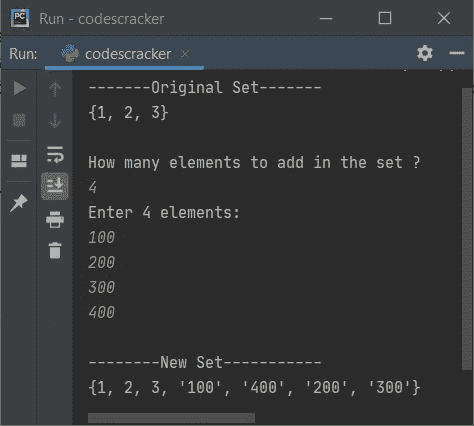 PC
Run - codescracker
Run:
codescracker
-------Original Set-------
{1, 2, 3}
How many elements to add in the set ?
4
Enter 4 elements:
100
200
300
400
--------New Set-----------
{1, 2, 3, '100', '400', '200', '300'}